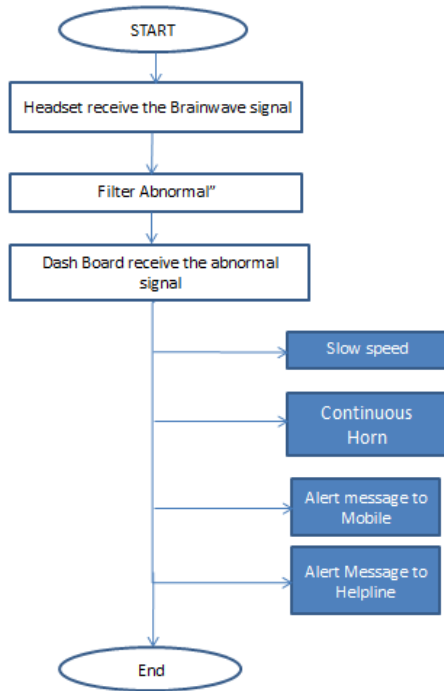 START
Headset receive the Brainwave signal
Filter Abnormal”
Dash Board receive the abnormal
signal
Slow speed
Continuous
Horn
Alert message to
Mobile
Alert Message to
Helpline
End